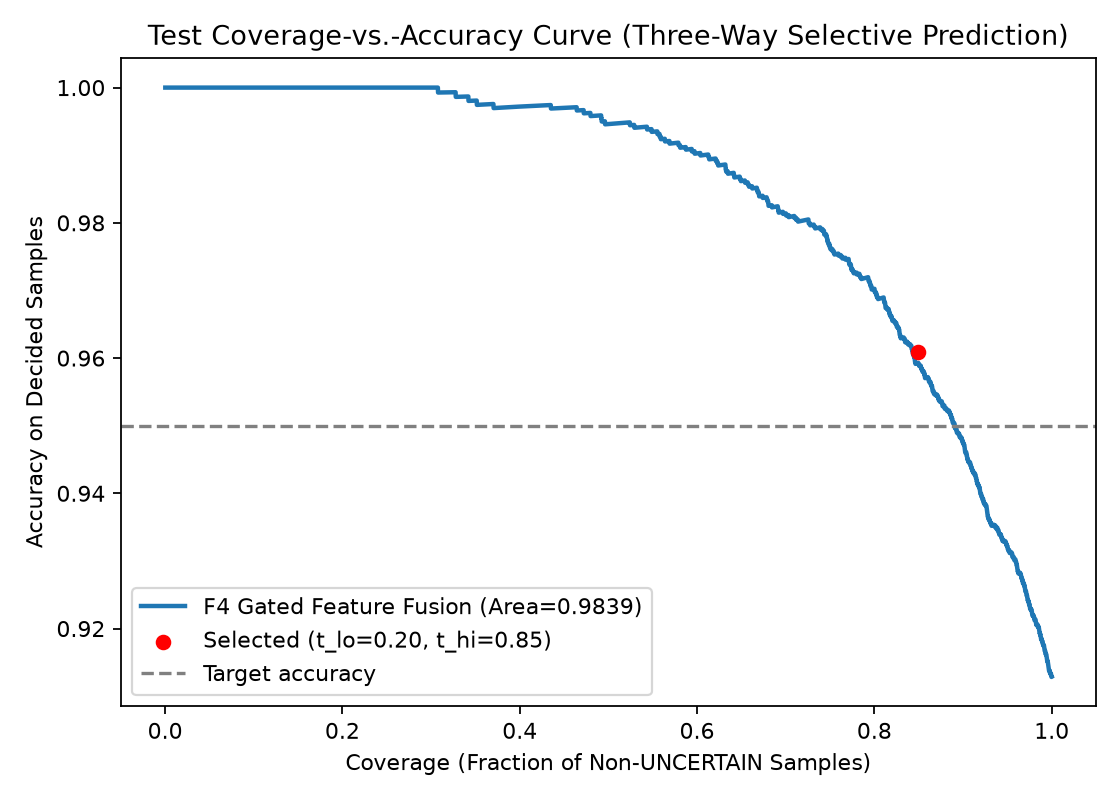 Test Coverage-vs.-Accuracy Curve (Three-Way Selective Prediction)
Accuracy on Decided Samples
1.00
0.98
0.96
0.94
0.92
F4 Gated Feature Fusion (Area=0.9839)
Selected (t_lo=0.20, t_hi=0.85)
Target accuracy
0.0
0.2
0.4
0.6
0.8
1.0
Coverage (Fraction of Non-UNCERTAIN Samples)